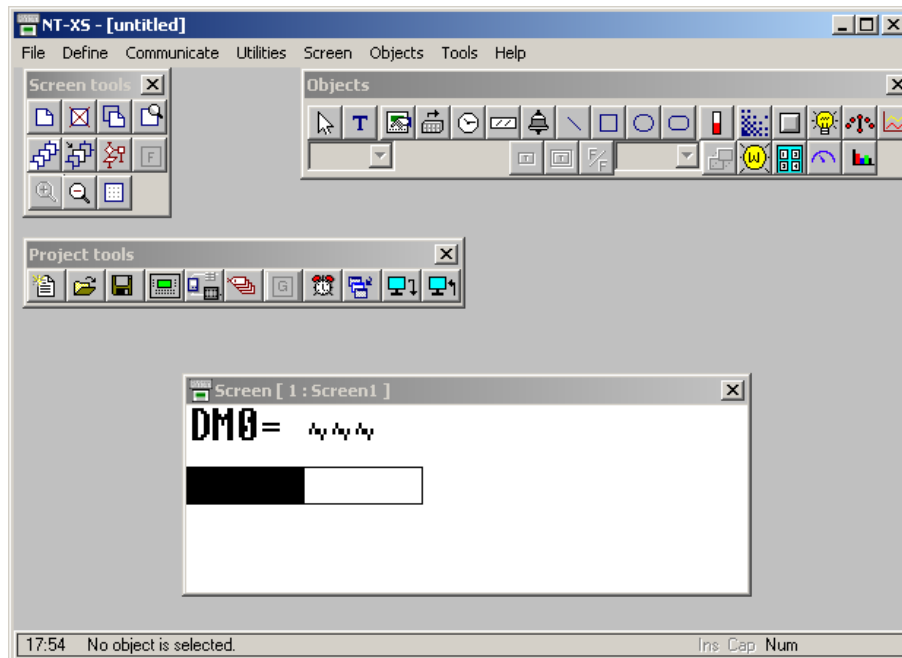 NT-XS - [untitled]
File Define Communicate Utilities Screen Objects Tools Help
Screen tools
Objects
T
F
T
T
F/F
W
Project tools
G
Screen [ 1 : Screen1 ]
DM0=
17:54 No object is selected. Ins Cap Num